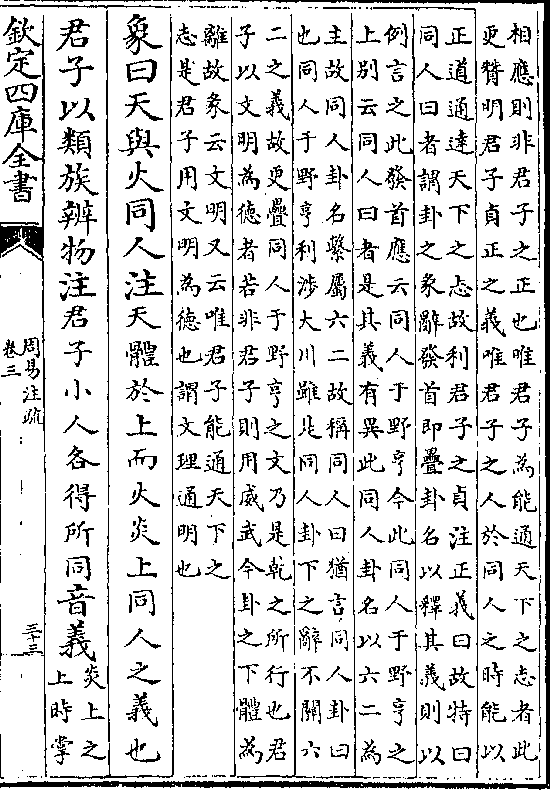 相應則非君子之正也唯君子為能通天下之志者此
更贊明君子貞正之義唯君子之人於同人之時能以
正道通達天下之志故利君子之貞注正義曰故特曰
同人曰者謂卦之象辭發首即疊卦名以釋其義則以
例言之此發首應云同人于野亨今此同人于野亨之
上別云同人曰者是其義有異此同人卦名以六二為
主故同人卦名繫屬六二故稱同人曰猶言同人卦曰
也同人于野亨利涉大川雖是同人卦下之辭不關六
二之義故更疊同人于野亨之文乃是乾之所行也君
子以文明為德者若非君子則用威武今卦之下體為
離故象云文明又云唯君子能通天下之
志是君子用文明為德也謂文理通明也
象曰天與火同人注天體於上而火炎上同人之義也
君子以類族辨物注君子小人各得所同音義炎上之
上時掌
欽定四庫全書
周易注疏
卷三
三十三